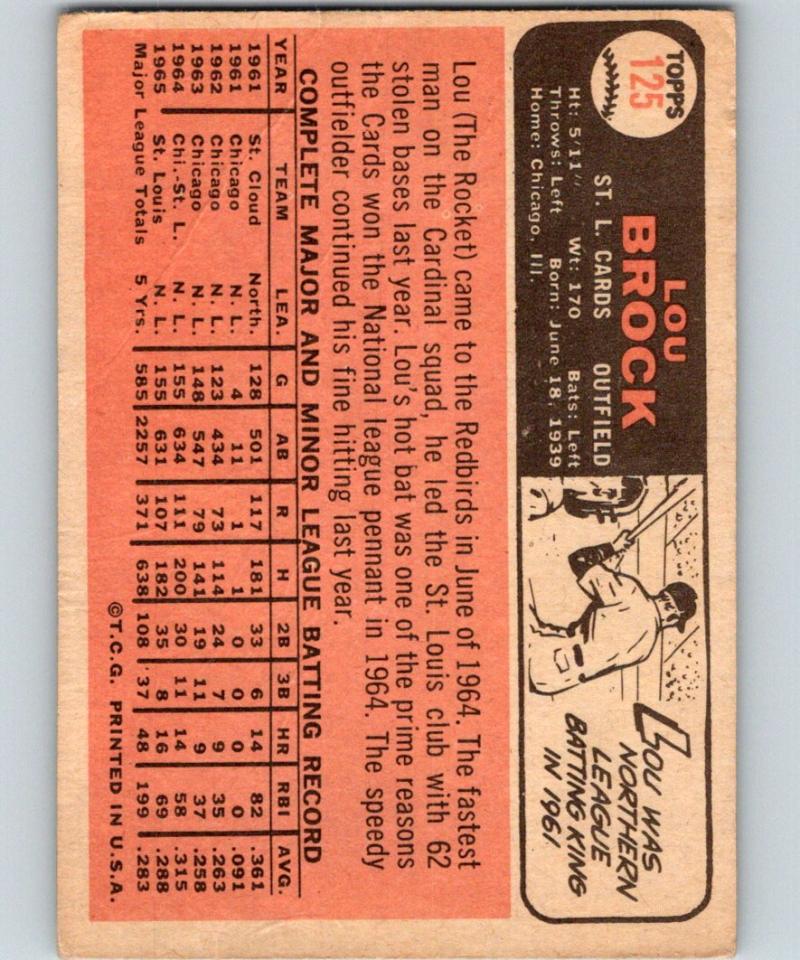 TOPPS
125
LOU
BROCK
ST. L. CARDS OUTFIELD
Ht: 5'11" Wt: 170 Bats: Left
Throws: Left Born: June 18, 1939
Home: Chicago, Ill.
LOU WAS
NORTHERN
LEAGUE
BATTING KING
IN 1961
Lou (The Rocket) came to the Redbirds in June of 1964. The fastest
man on the Cardinal squad, he led the St. Louis club with 62
stolen bases last year. Lou's hot bat was one of the prime reasons
the Cards won the National league pennant in 1964. The speedy
outfielder continued his fine hitting last year.
COMPLETE MAJOR AND MINOR LEAGUE BATTING RECORD
YEAR TEAM LEA. G AB R H 2B 3B HR RBI AVG.
1961 St. Cloud North. 128 501 117 181 33 6 14 82 .361
1961 Chicago N. L. 4 11 1 1 0 0 0 0 .091
1962 Chicago N. L. 123 434 73 114 24 7 9 35 .263
1963 Chicago N. L. 148 547 79 141 19 11 9 37 .258
1964 Chi.-St. L. N. L. 155 634 111 200 30 11 14 58 .315
1965 St. Louis N. L. 155 631 107 182 35 8 16 69 .288
Major League Totals 5 Yrs. 585 2257 371 638 108 37 48 199 .283
©T.C.G. PRINTED IN U.S.A.